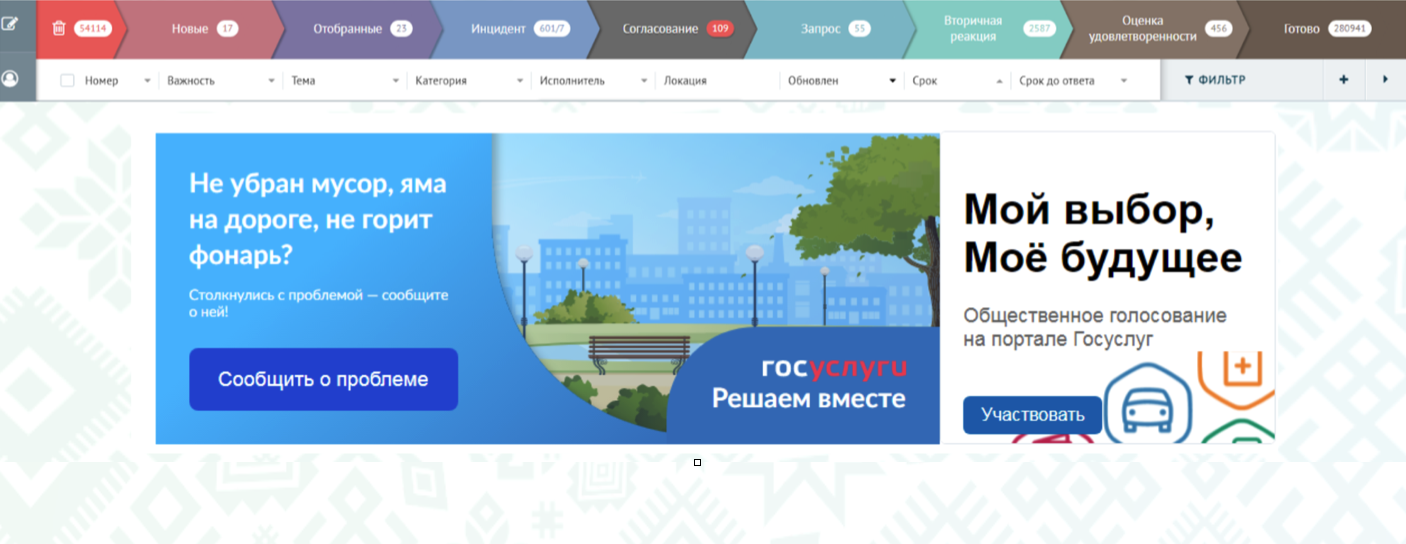 54114
Новые 17
Отобранные 23
Инцидент 601/7
Согласование 109
Запрос 55
Вторичная
реакция 2587
Оценка
удовлетворенности 456
Готово 280941
Номер
Важность
Тема
Категория
Исполнитель
Локация
Обновлен
Срок
Срок до ответа
ФИЛЬТР
Не убран мусор, яма
на дороге, не горит
фонарь?
Столкнулись с проблемой — сообщите
о ней!
Сообщить о проблеме
госуслуги
Решаем вместе
Мой выбор,
Моё будущее
Общественное голосование
на портале Госуслуг
Участвовать